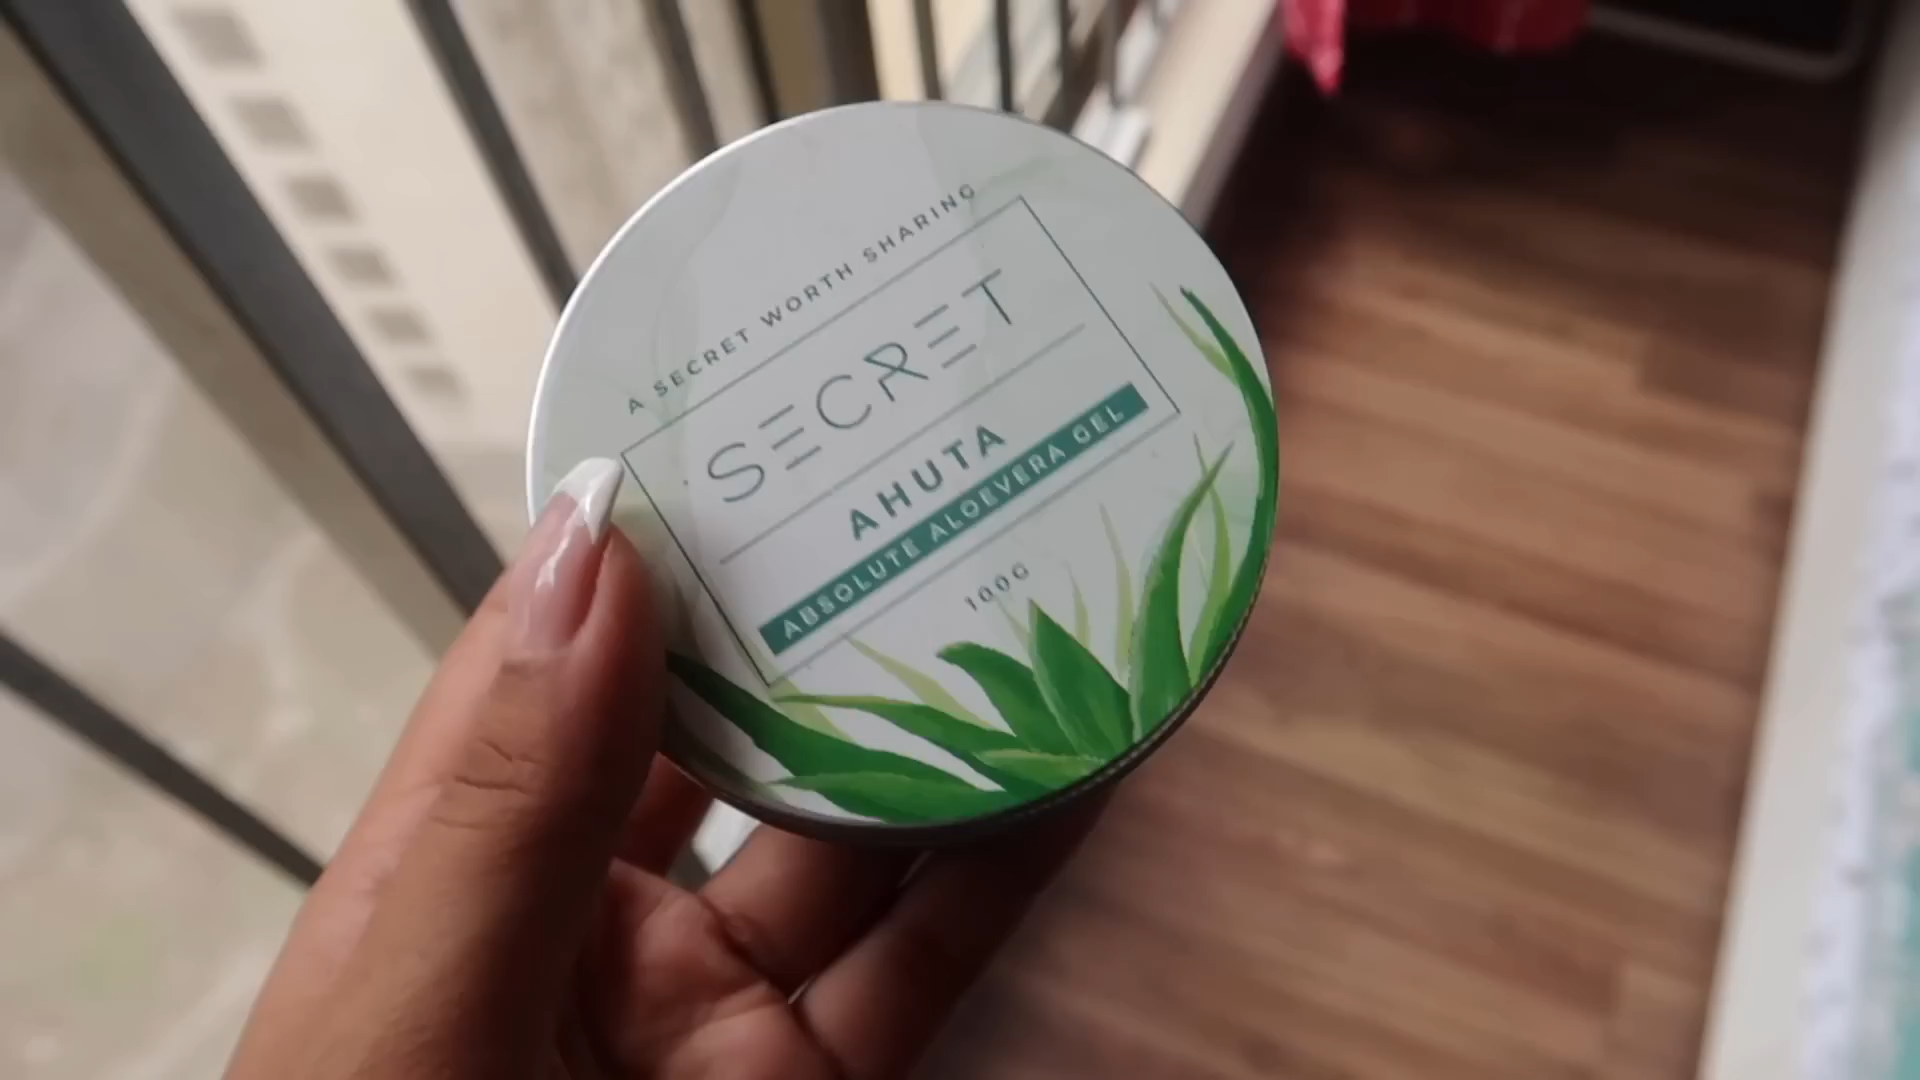 A SECRET WORTH SHARING
SECRET
AHUTA
ABSOLUTE ALOEVERA GEL
100G